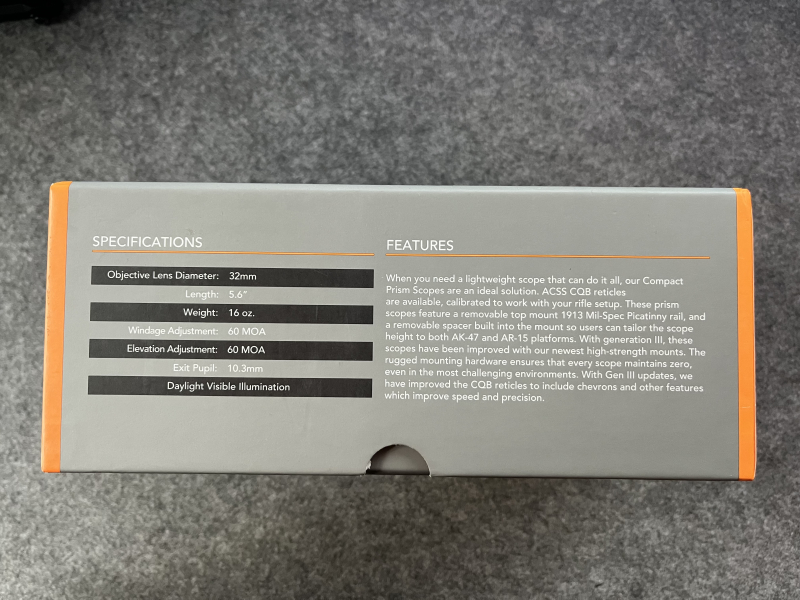 SPECIFICATIONS
Objective Lens Diameter: 32mm
Length: 5.6"
Weight: 16 oz.
Windage Adjustment: 60 MOA
Elevation Adjustment: 60 MOA
Exit Pupil: 10.3mm
Daylight Visible Illumination
FEATURES
When you need a lightweight scope that can do it all, our Compact
Prism Scopes are an ideal solution. ACSS CQB reticles
are available, calibrated to work with your rifle setup. These prism
scopes feature a removable top mount 1913 Mil-Spec Picatinny rail, and
a removable spacer built into the mount so users can tailor the scope
height to both AK-47 and AR-15 platforms. With generation III, these
scopes have been improved with our newest high-strength mounts. The
rugged mounting hardware ensures that every scope maintains zero,
even in the most challenging environments. With Gen III updates, we
have improved the CQB reticles to include chevrons and other features
which improve speed and precision.